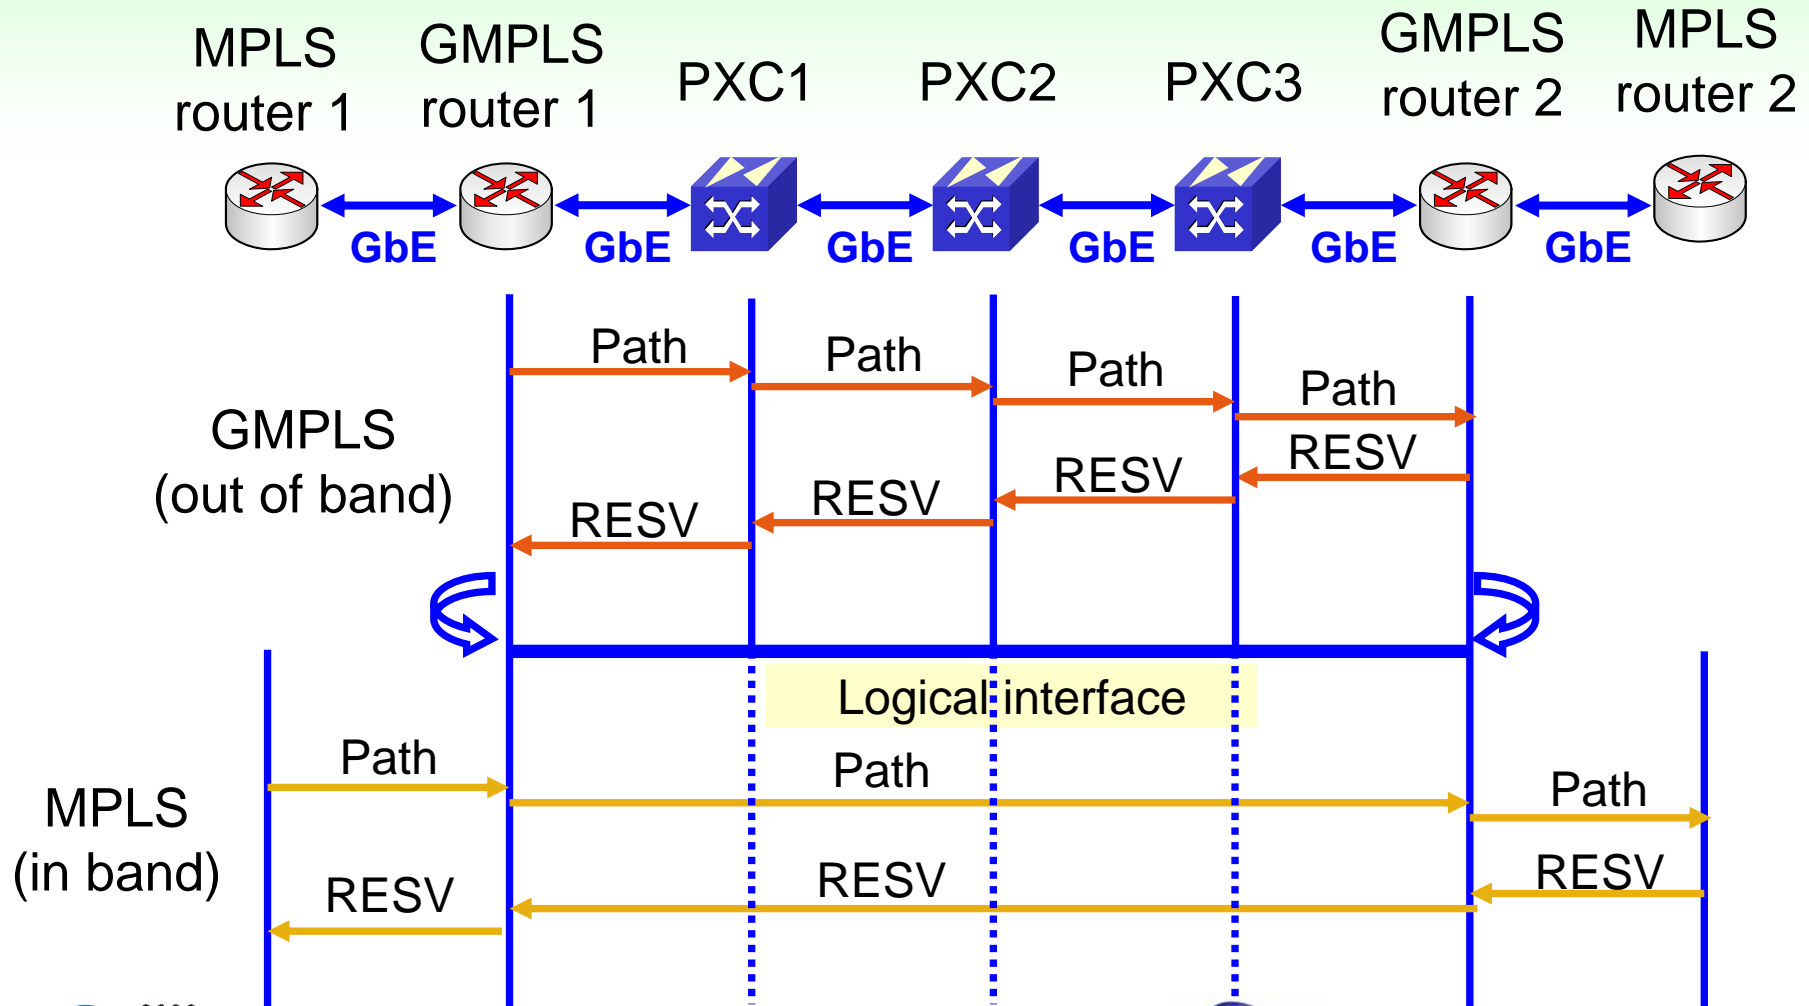 MPLS
router 1
GMPLS
router 1
PXC1
PXC2
PXC3
GMPLS
router 2
MPLS
router 2
GbE
GbE
GbE
GbE
GbE
GbE
Path
Path
Path
Path
GMPLS
(out of band)
RESV
RESV
RESV
RESV
Logical interface
Path
Path
Path
MPLS
(in band)
RESV
RESV
RESV